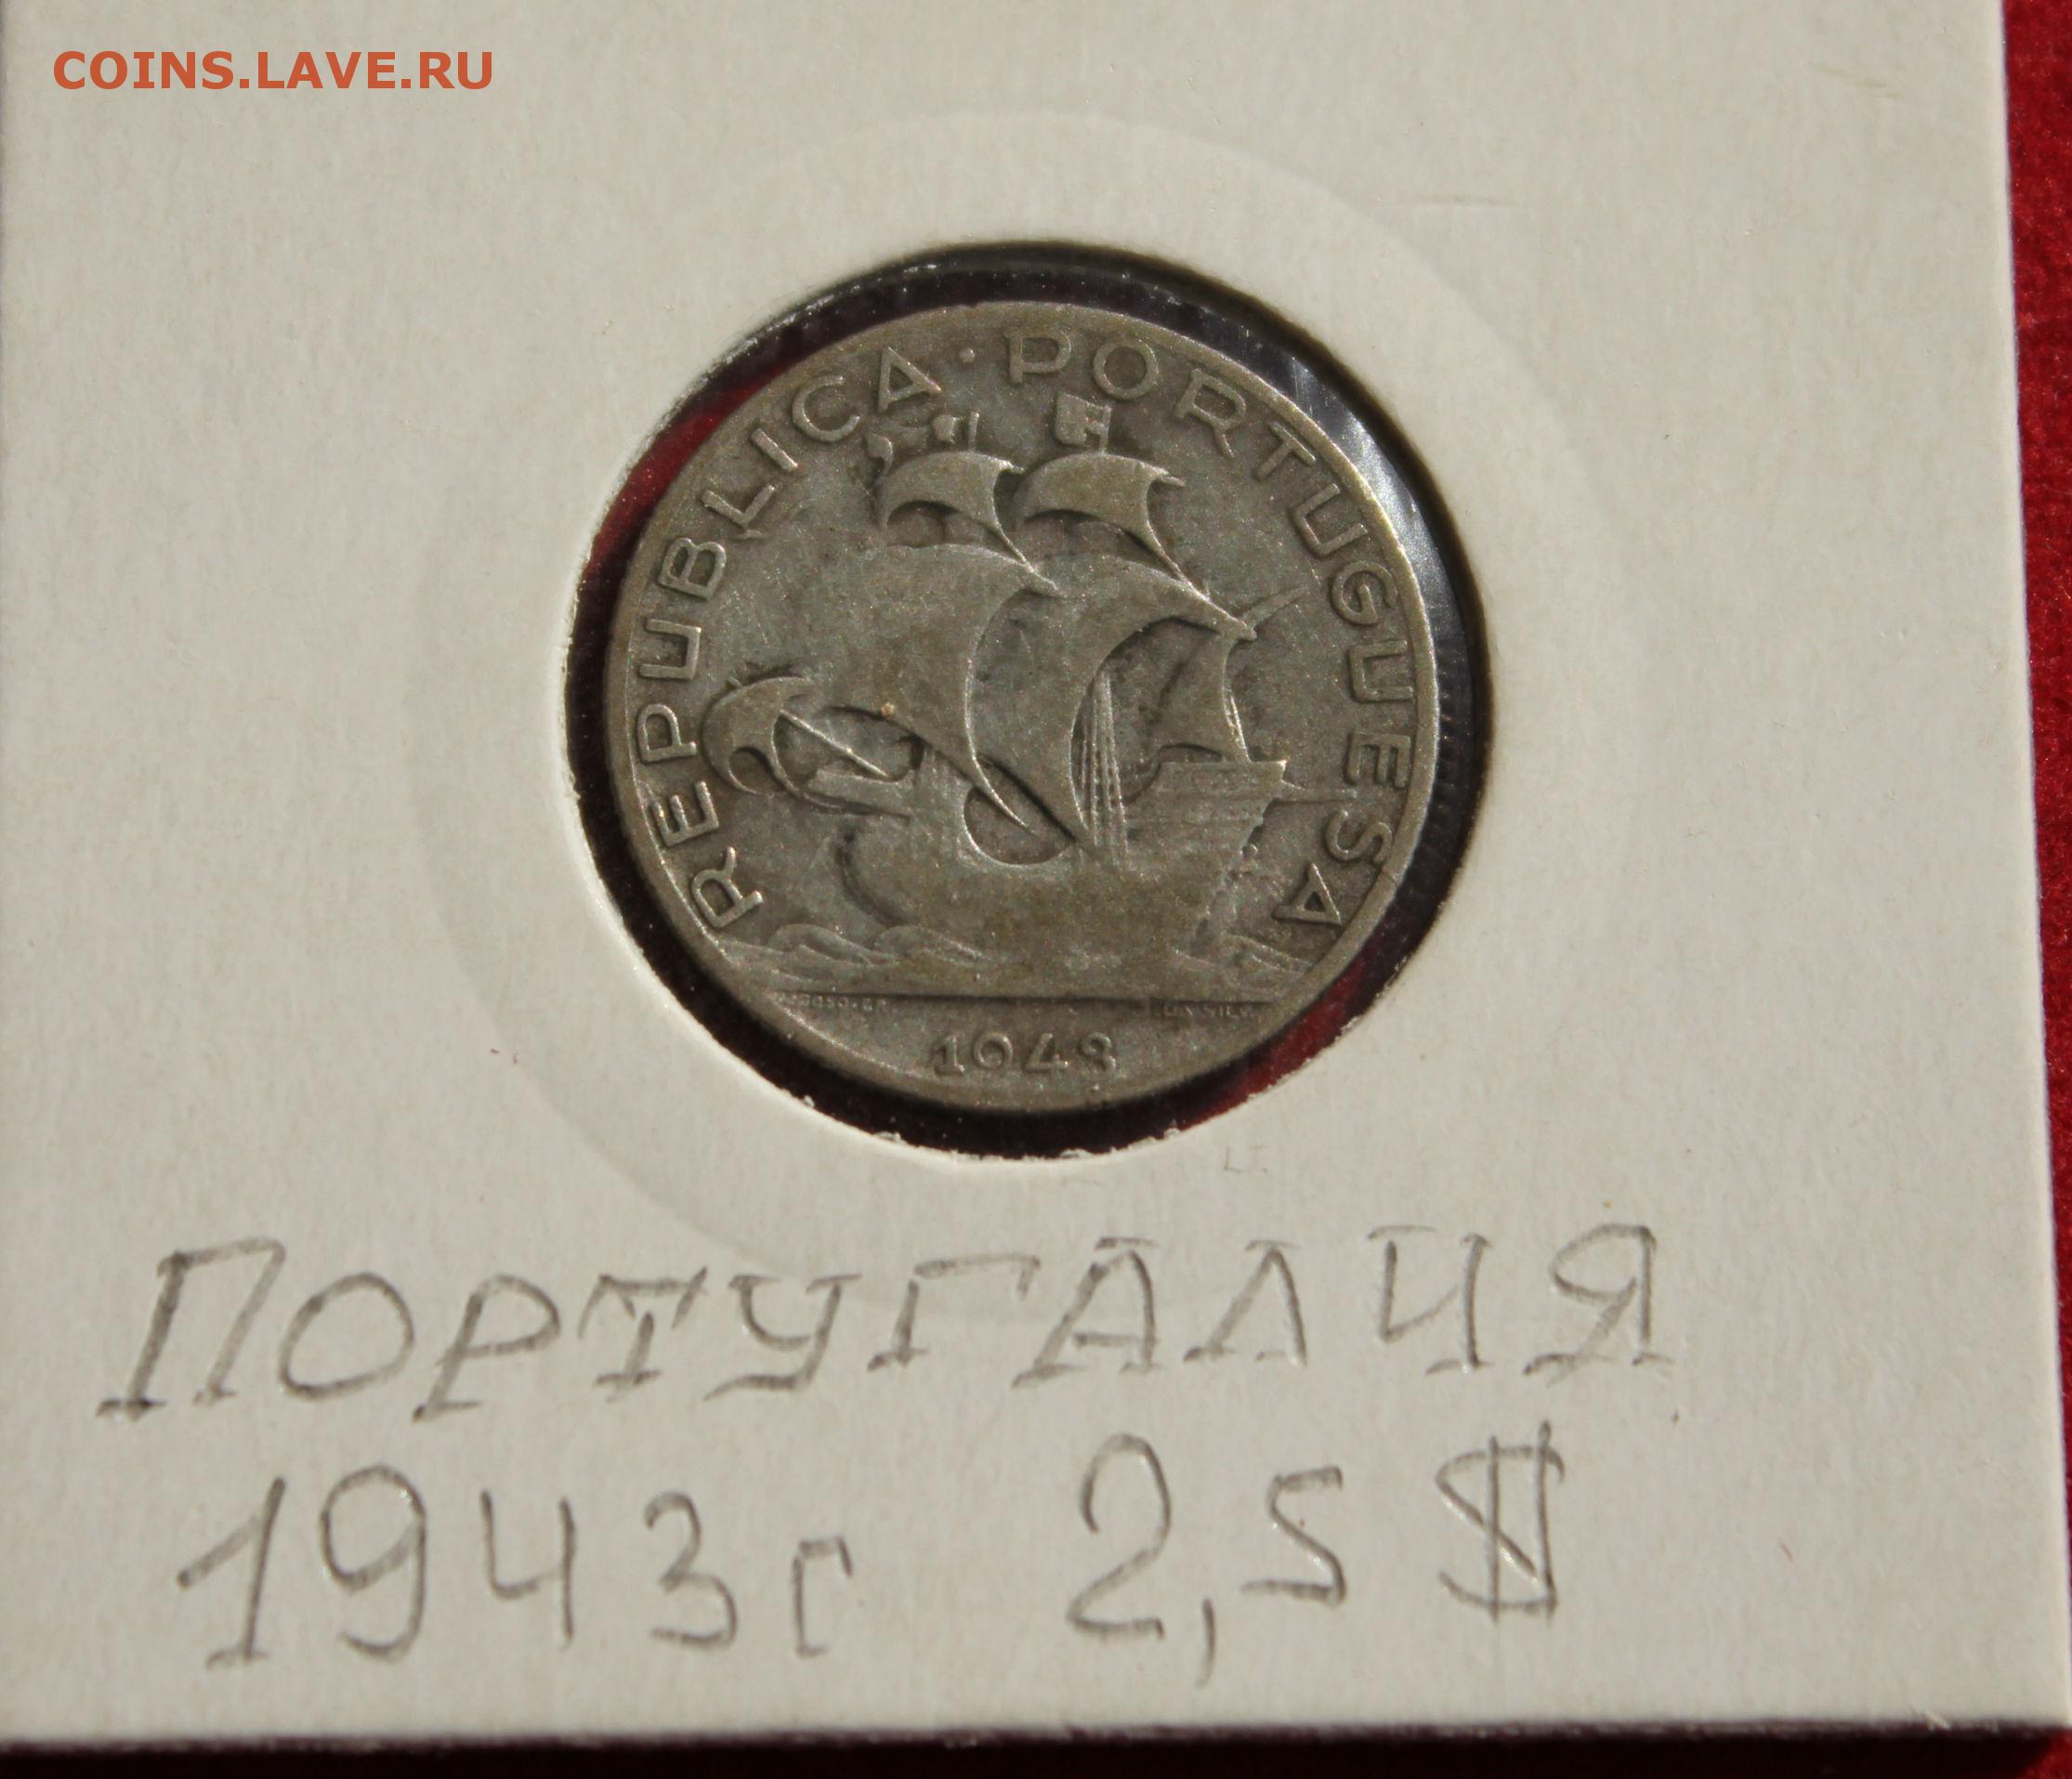 COINS.LAVE.RU
REPUBLICA · PORTUGUESA
1943
ПОРТУГАЛИЯ
1943г 2,5 $